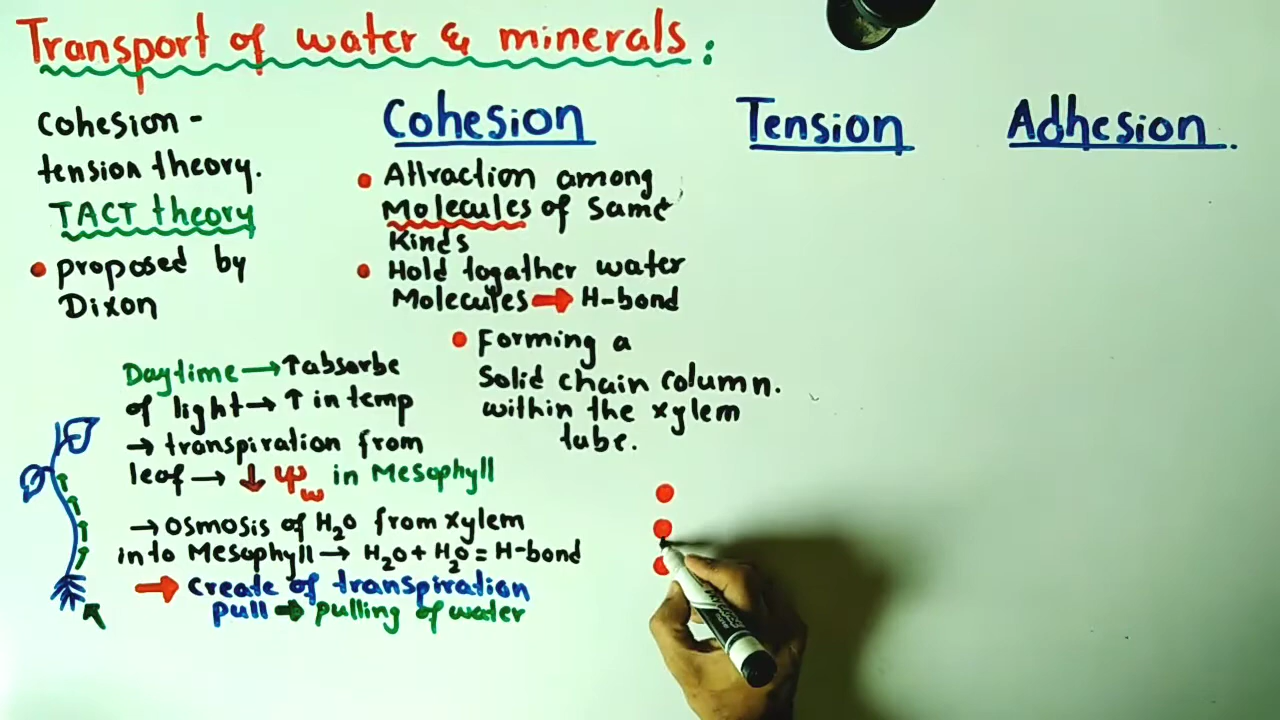 Transport of water & minerals :
Cohesion -
tension theory.
TACT theory
• proposed by
Dixon
Cohesion
• Attraction among
Molecules of Same
Kinds
• Hold togather water
Molecules ➡ H-bond
• Forming a
Solid chain column.
within the xylem
tube.
Tension
Adhesion.
Daytime → ↑ absorbe
of light → ↑ in temp
→ transpiration from
leaf → ↓ Ψw in Mesophyll
→ Osmosis of H₂O from xylem
into Mesophyll → H₂O + H₂O = H-bond
➡ Create of transpiration
pull ➡ pulling of water